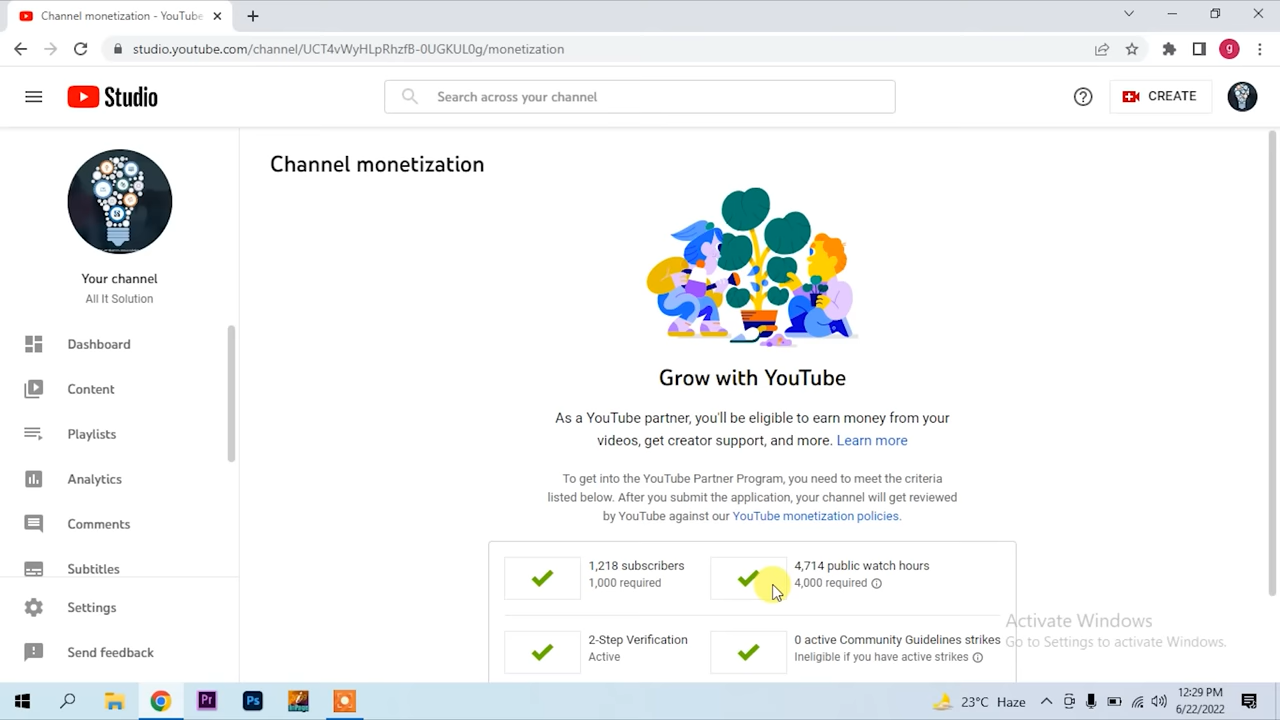 Channel monetization - YouTube
studio.youtube.com/channel/UCT4vWyHLpRhzfB-0UGKUL0g/monetization
g
Studio
Search across your channel
CREATE
Your channel
All It Solution
Dashboard
Content
Playlists
Analytics
Comments
Subtitles
Settings
Send feedback
Channel monetization
Grow with YouTube
As a YouTube partner, you'll be eligible to earn money from your
videos, get creator support, and more. Learn more
To get into the YouTube Partner Program, you need to meet the criteria
listed below. After you submit the application, your channel will get reviewed
by YouTube against our YouTube monetization policies.
1,218 subscribers
1,000 required
4,714 public watch hours
4,000 required
2-Step Verification
Active
0 active Community Guidelines strikes
Ineligible if you have active strikes
Activate Windows
Go to Settings to activate Windows.
Pr
Ps
23°C Haze
12:29 PM
6/22/2022